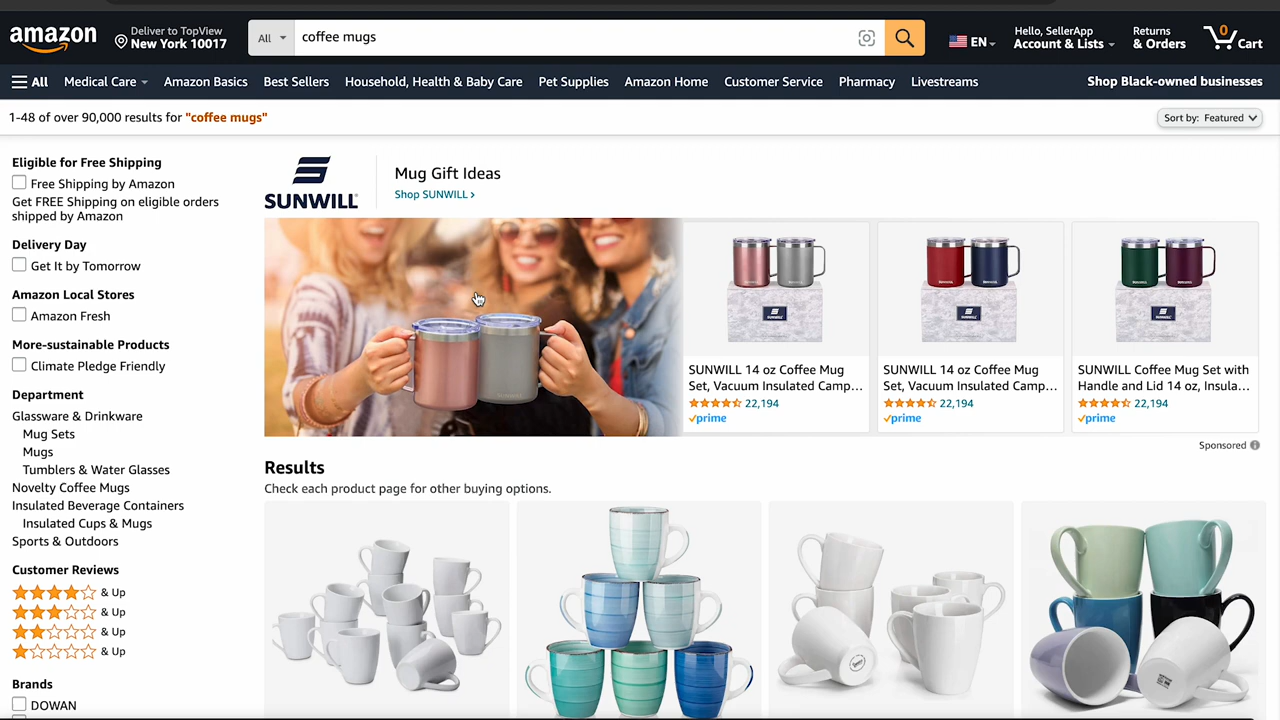 amazon
Deliver to TopView
New York 10017
All
coffee mugs
EN
Hello, SellerApp
Account & Lists
Returns
& Orders
0
Cart
All
Medical Care
Amazon Basics
Best Sellers
Household, Health & Baby Care
Pet Supplies
Amazon Home
Customer Service
Pharmacy
Livestreams
Shop Black-owned businesses
1-48 of over 90,000 results for "coffee mugs"
Sort by: Featured
Eligible for Free Shipping
Free Shipping by Amazon
Get FREE Shipping on eligible orders
shipped by Amazon
Delivery Day
Get It by Tomorrow
Amazon Local Stores
Amazon Fresh
More-sustainable Products
Climate Pledge Friendly
Department
Glassware & Drinkware
Mug Sets
Mugs
Tumblers & Water Glasses
Novelty Coffee Mugs
Insulated Beverage Containers
Insulated Cups & Mugs
Sports & Outdoors
Customer Reviews
& Up
& Up
& Up
& Up
Brands
DOWAN
SUNWILL
Mug Gift Ideas
Shop SUNWILL ›
SUNWILL 14 oz Coffee Mug
Set, Vacuum Insulated Camp…
22,194
prime
SUNWILL 14 oz Coffee Mug
Set, Vacuum Insulated Camp…
22,194
prime
SUNWILL Coffee Mug Set with
Handle and Lid 14 oz, Insula…
22,194
prime
Sponsored
Results
Check each product page for other buying options.